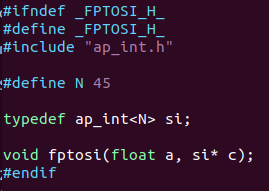 #ifndef _FPTOSI_H_
#define _FPTOSI_H_
#include "ap_int.h"
#define N 45
typedef ap_int<N> si;
void fptosi(float a, si* c);
#endif